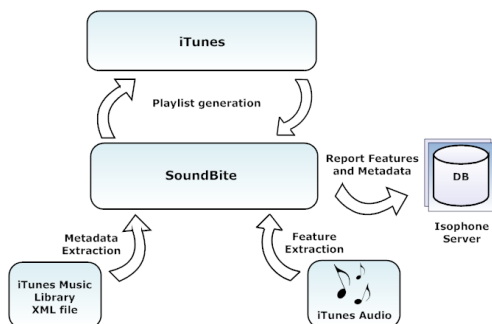 iTunes
Playlist generation
SoundBite
Report Features
and Metadata
DB
Isophone
Server
Metadata
Extraction
Feature
Extraction
iTunes Music
Library
XML file
iTunes Audio